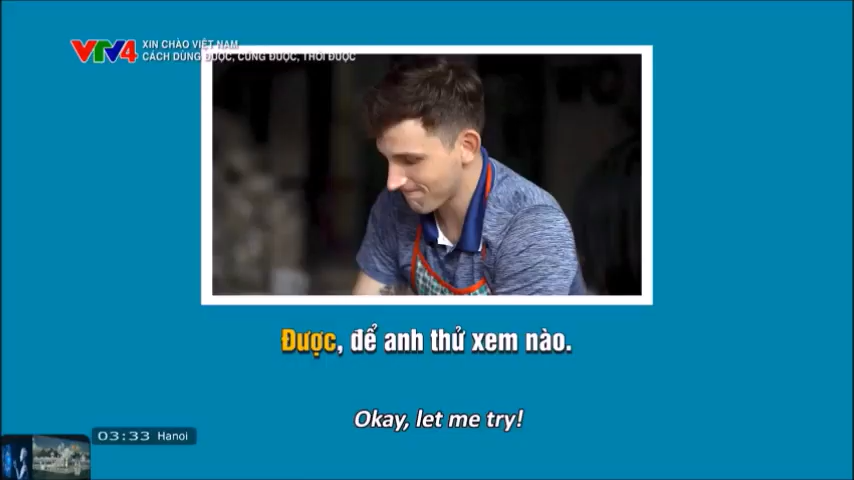 VTV4
XIN CHÀO VIỆT NAM
CÁCH DÙNG ĐƯỢC, CŨNG ĐƯỢC, THÔI ĐƯỢC
Được, để anh thử xem nào.
Okay, let me try!
03:33 Hanoi